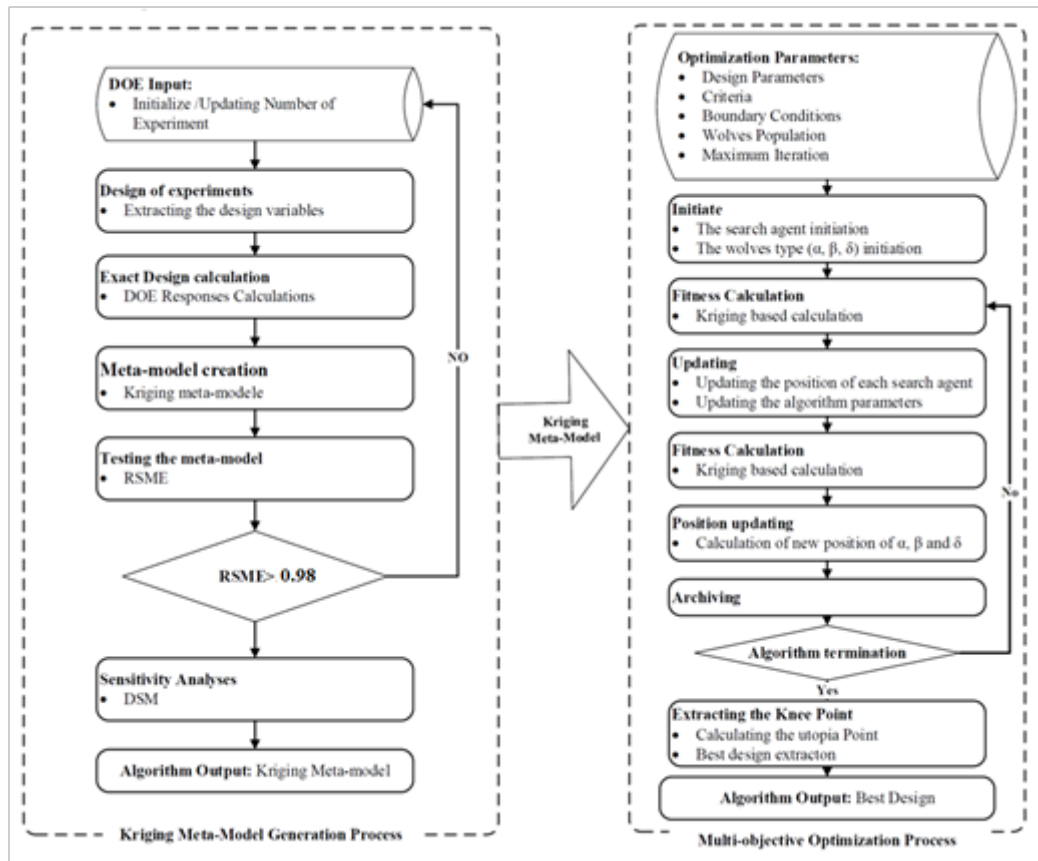 DOE Input:
• Initialize /Updating Number of
Experiment
Design of experiments
• Extracting the design variables
Exact Design calculation
• DOE Responses Calculations
Meta-model creation
• Kriging meta-modele
Testing the meta-model
• RSME
RSME> 0.98
NO
Sensitivity Analyses
• DSM
Algorithm Output: Kriging Meta-model
Kriging Meta-Model Generation Process
Kriging
Meta-Model
Optimization Parameters:
• Design Parameters
• Criteria
• Boundary Conditions
• Wolves Population
• Maximum Iteration
Initiate
• The search agent initiation
• The wolves type (α, β, δ) initiation
Fitness Calculation
• Kriging based calculation
Updating
• Updating the position of each search agent
• Updating the algorithm parameters
Fitness Calculation
• Kriging based calculation
Position updating
• Calculation of new position of α, β and δ
Archiving
Algorithm termination
No
Yes
Extracting the Knee Point
• Calculating the utopia Point
• Best design extracton
Algorithm Output: Best Design
Multi-objective Optimization Process